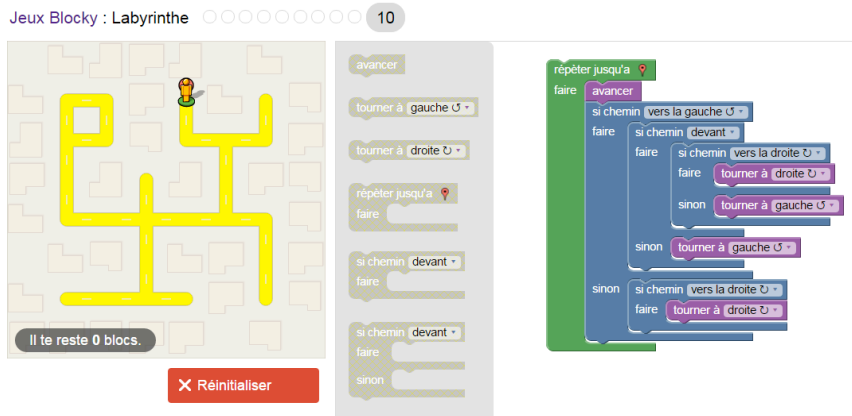 Jeux Blocky : Labyrinthe 10
Il te reste 0 blocs.
Réinitialiser
avancer
tourner à gauche ↺
tourner à droite ↻
répéter jusqu'a
faire
si chemin devant
faire
si chemin devant
faire
sinon
répéter jusqu'a
faire avancer
si chemin vers la gauche ↺
faire si chemin devant
faire si chemin vers la droite ↻
faire tourner à droite ↻
sinon tourner à gauche ↺
sinon tourner à gauche ↺
sinon si chemin vers la droite ↻
faire tourner à droite ↻